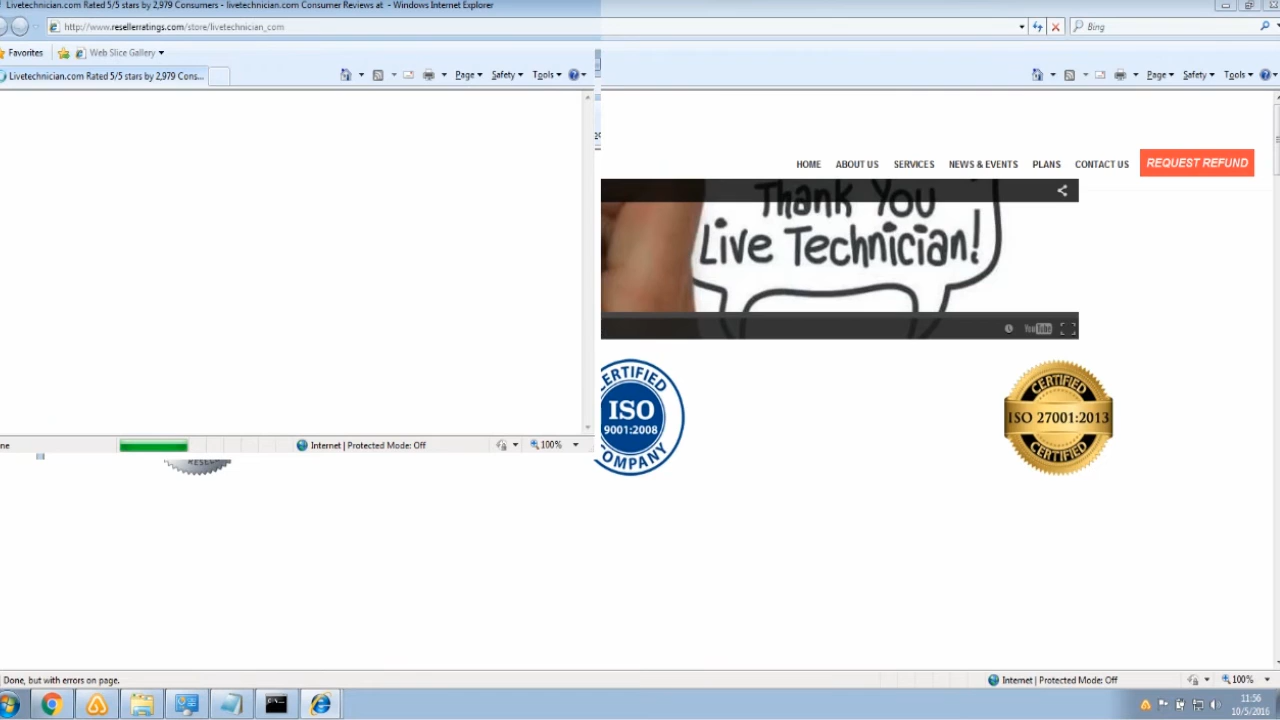 Livetechnician.com Rated 5/5 stars by 2,979 Consumers - livetechnician.com Consumer Reviews at - Windows Internet Explorer
http://www.resellerratings.com/store/livetechnician_com
Bing
Favorites Web Slice Gallery
Livetechnician.com Rated 5/5 stars by 2,979 Cons...
Page Safety Tools
Page Safety Tools
HOME ABOUT US SERVICES NEWS & EVENTS PLANS CONTACT US REQUEST REFUND
Thank You
Live Technician!
YouTube
CERTIFIED
ISO
9001:2008
COMPANY
CERTIFIED
ISO 27001:2013
CERTIFIED
ne
Internet | Protected Mode: Off
100%
RESELL
Done, but with errors on page.
Internet | Protected Mode: Off
100%
11:56
10/5/2016